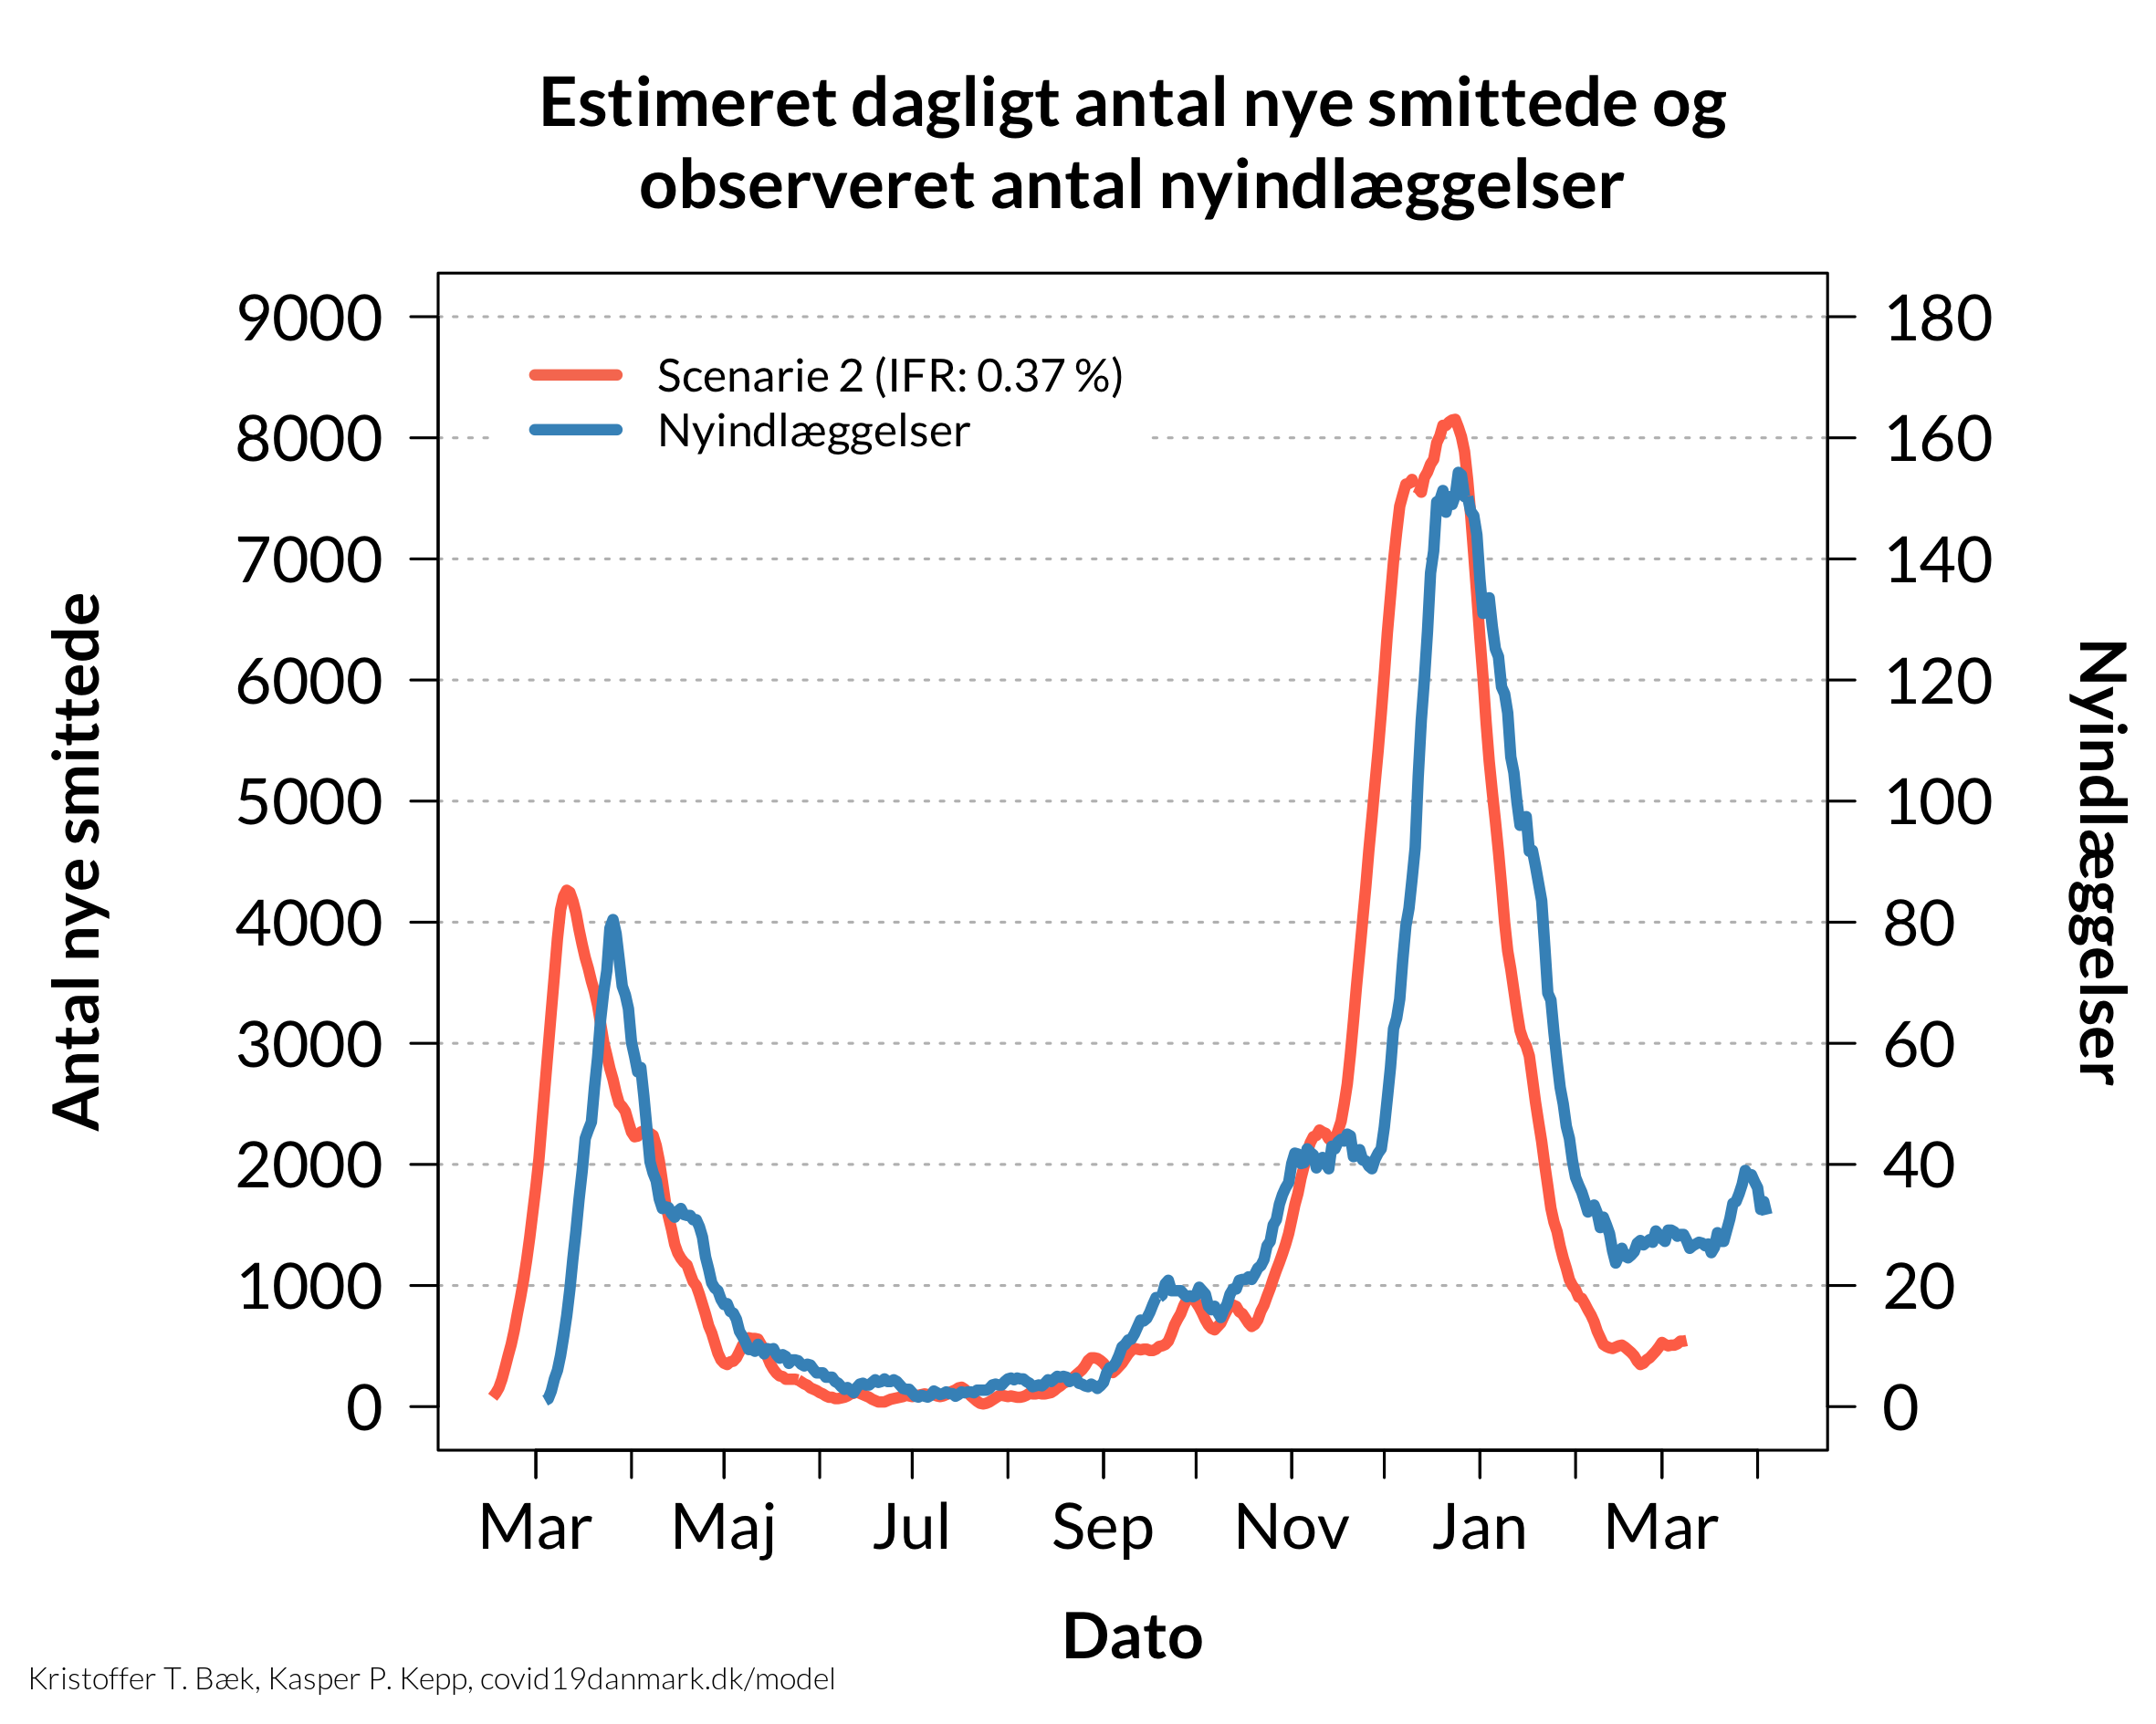 Estimeret dagligt antal nye smittede og
observeret antal nyindlæggelser
Scenarie 2 (IFR: 0.37 %)
Nyindlæggelser
Antal nye smittede
9000
8000
7000
6000
5000
4000
3000
2000
1000
0
180
160
140
120
100
80
60
40
20
0
Nyindlæggelser
Mar Maj Jul Sep Nov Jan Mar
Dato
Kristoffer T. Bæk, Kasper P. Kepp, covid19danmark.dk/model